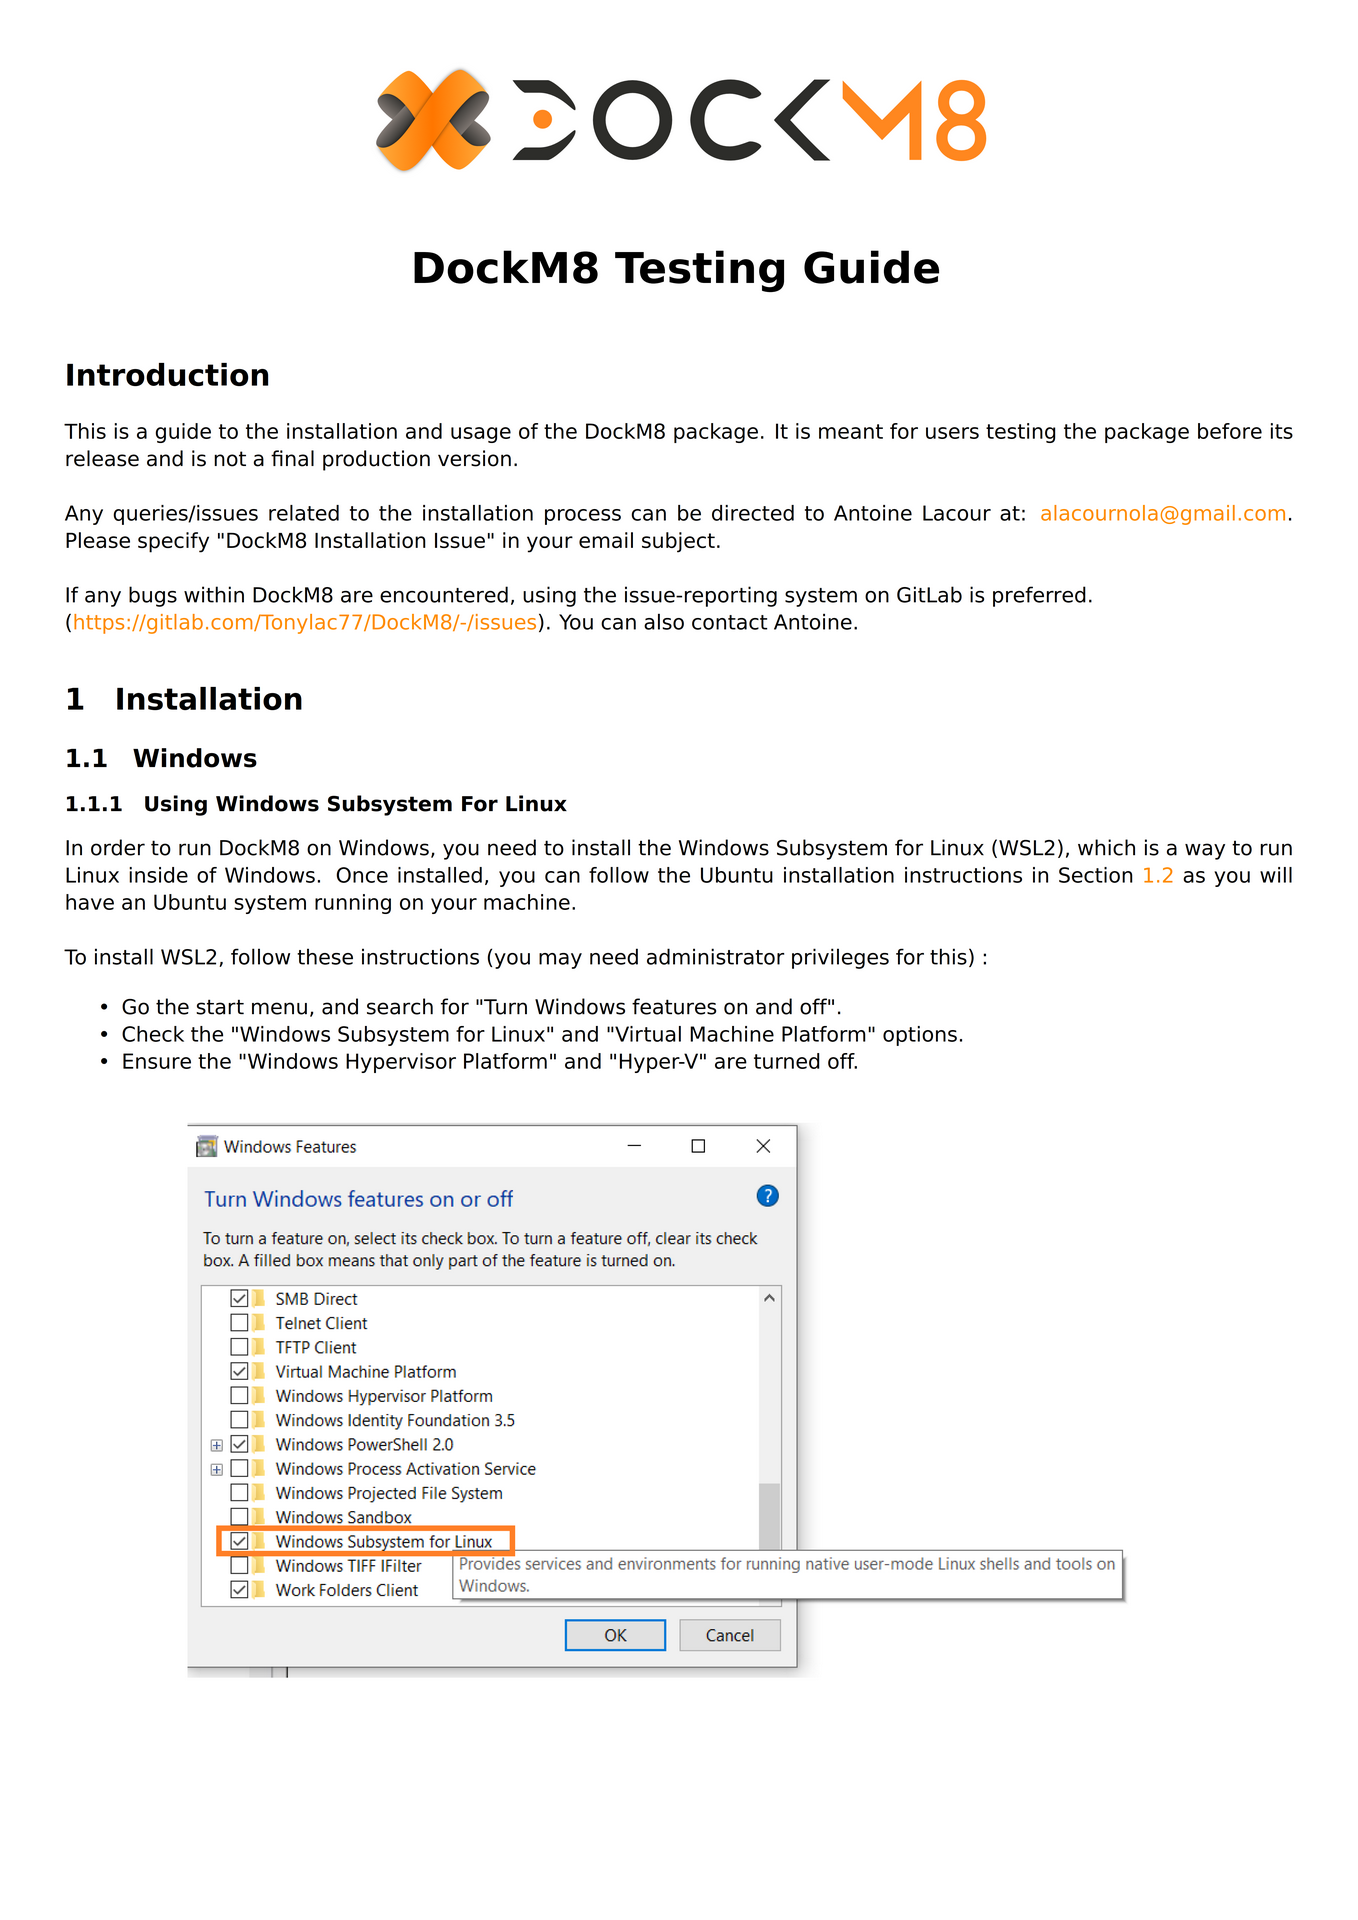 DOCKM8
DockM8 Testing Guide
Introduction
This is a guide to the installation and usage of the DockM8 package. It is meant for users testing the package before its
release and is not a final production version.
Any queries/issues related to the installation process can be directed to Antoine Lacour at: alacournola@gmail.com.
Please specify "DockM8 Installation Issue" in your email subject.
If any bugs within DockM8 are encountered, using the issue-reporting system on GitLab is preferred.
(https://gitlab.com/Tonylac77/DockM8/-/issues). You can also contact Antoine.
1 Installation
1.1 Windows
1.1.1 Using Windows Subsystem For Linux
In order to run DockM8 on Windows, you need to install the Windows Subsystem for Linux (WSL2), which is a way to run
Linux inside of Windows. Once installed, you can follow the Ubuntu installation instructions in Section 1.2 as you will
have an Ubuntu system running on your machine.
To install WSL2, follow these instructions (you may need administrator privileges for this) :
• Go the start menu, and search for "Turn Windows features on and off".
• Check the "Windows Subsystem for Linux" and "Virtual Machine Platform" options.
• Ensure the "Windows Hypervisor Platform" and "Hyper-V" are turned off.
Windows Features
Turn Windows features on or off
To turn a feature on, select its check box. To turn a feature off, clear its check
box. A filled box means that only part of the feature is turned on.
SMB Direct
Telnet Client
TFTP Client
Virtual Machine Platform
Windows Hypervisor Platform
Windows Identity Foundation 3.5
Windows PowerShell 2.0
Windows Process Activation Service
Windows Projected File System
Windows Sandbox
Windows Subsystem for Linux
Windows TIFF IFilter
Provides services and environments for running native user-mode Linux shells and tools on
Windows.
Work Folders Client
OK
Cancel